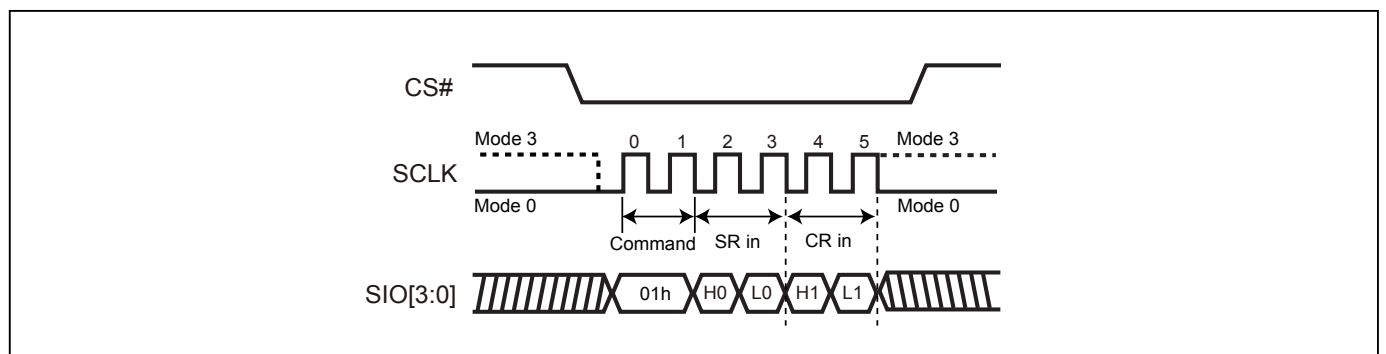 CS#
Mode 3
0 1 2 3 4 5
Mode 3
SCLK
Mode 0
Mode 0
Command
SR in
CR in
SIO[3:0]
01h
H0
L0
H1
L1